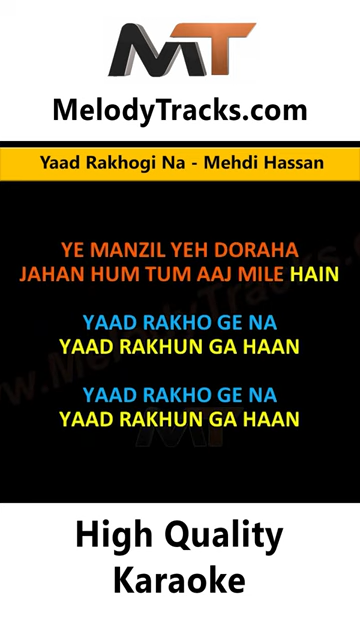 MT
MelodyTracks.com
Yaad Rakhogi Na - Mehdi Hassan
YE MANZIL YEH DORAHA
JAHAN HUM TUM AAJ MILE HAIN
YAAD RAKHO GE NA
YAAD RAKHUN GA HAAN
YAAD RAKHO GE NA
YAAD RAKHUN GA HAAN
MT
High Quality
Karaoke